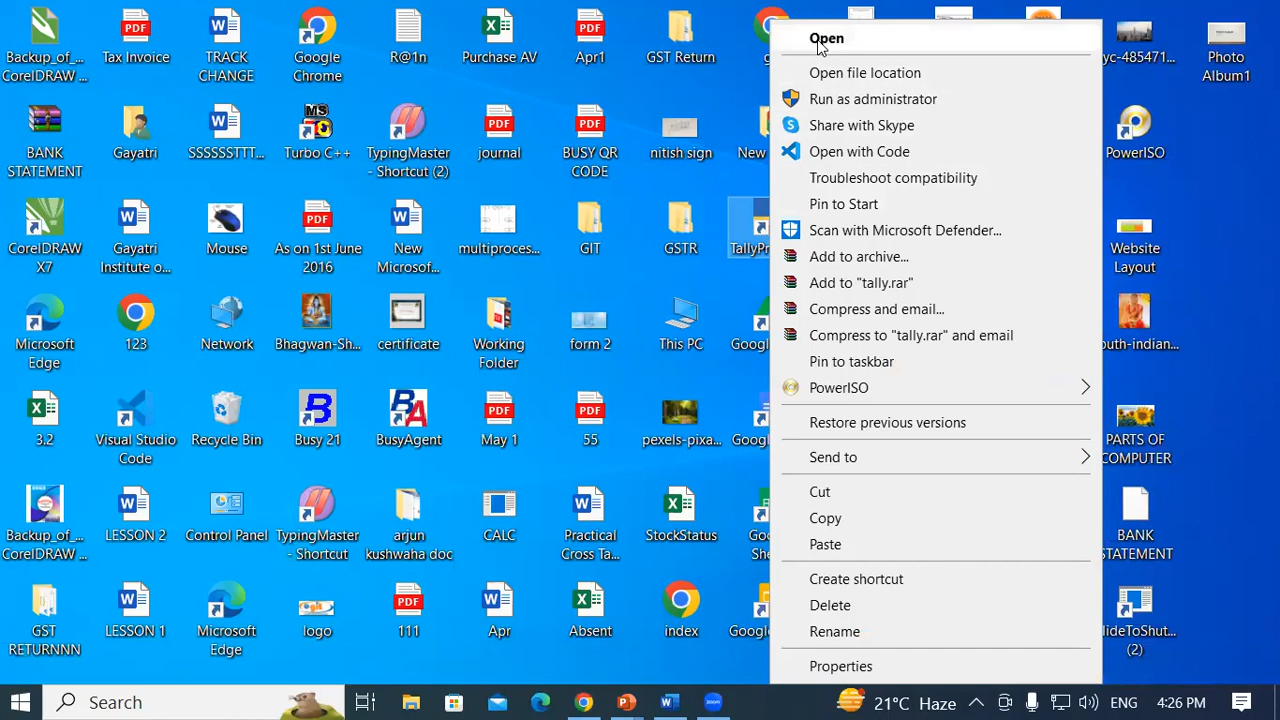 Backup_of_...
CorelDRAW ...
Tax Invoice
TRACK
CHANGE
Google
Chrome
R@1n
Purchase AV
Apr1
GST Return
yc-485471...
Photo
Album1
BANK
STATEMENT
Gayatri
SSSSSSTTT...
MS
Turbo C++
TypingMaster
- Shortcut (2)
journal
BUSY QR
CODE
nitish sign
New
PowerISO
CorelDRAW
X7
Gayatri
Institute o...
Mouse
As on 1st June
2016
New
Microsof...
multiproces...
GIT
GSTR
TallyPr
Website
Layout
Microsoft
Edge
123
Network
Bhagwan-Sh...
certificate
Working
Folder
form 2
This PC
Goog
outh-indian...
3.2
Visual Studio
Code
Recycle Bin
Busy 21
BusyAgent
May 1
55
pexels-pixa...
Goog
PARTS OF
COMPUTER
Backup_of_...
CorelDRAW ...
LESSON 2
Control Panel
TypingMaster
- Shortcut
arjun
kushwaha doc
CALC
Practical
Cross Ta...
StockStatus
Goo
She
BANK
STATEMENT
GST
RETURNNN
LESSON 1
Microsoft
Edge
logo
111
Apr
Absent
index
Goog
lideToShut...
(2)
Open
Open file location
Run as administrator
Share with Skype
Open with Code
Troubleshoot compatibility
Pin to Start
Scan with Microsoft Defender...
Add to archive...
Add to "tally.rar"
Compress and email...
Compress to "tally.rar" and email
Pin to taskbar
PowerISO
Restore previous versions
Send to
Cut
Copy
Paste
Create shortcut
Delete
Rename
Properties
Search
21°C Haze
ENG
4:26 PM